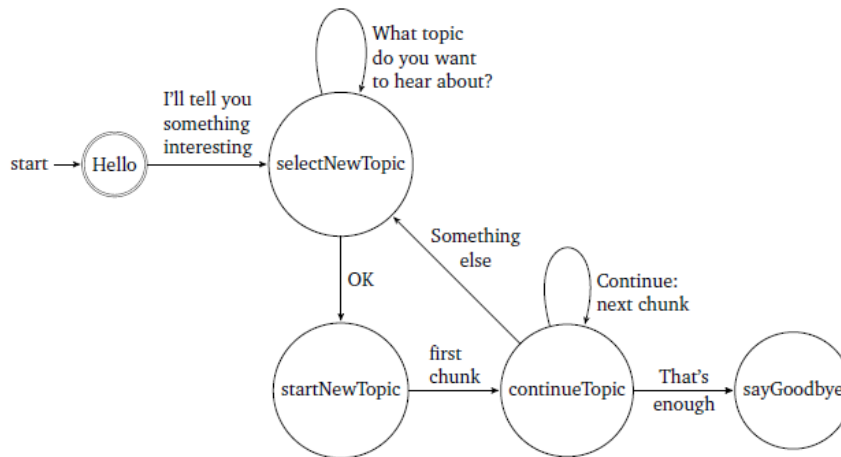 What topic
do you want
to hear about?
I'll tell you
something
interesting
start
Hello
selectNewTopic
Something
else
OK
Continue:
next chunk
first
chunk
That's
enough
startNewTopic
continueTopic
sayGoodbye